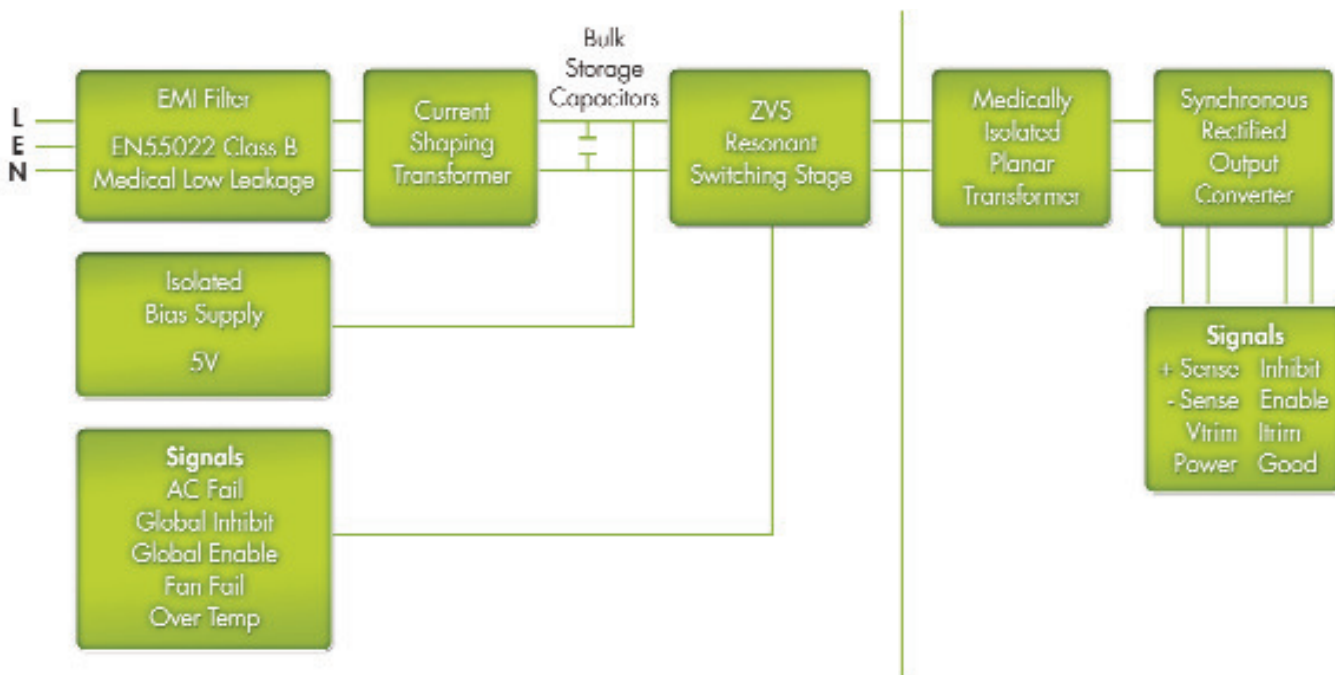 L
E
N
EMI Filter
EN55022 Class B
Medical Low Leakage
Current
Shaping
Transformer
Bulk
Storage
Capacitors
ZVS
Resonant
Switching Stage
Medically
Isolated
Planar
Transformer
Synchronous
Rectified
Output
Converter
Isolated
Bias Supply
5V
Signals
AC Fail
Global Inhibit
Global Enable
Fan Fail
Over Temp
Signals
+ Sense Inhibit
- Sense Enable
Vtrim Itrim
Power Good